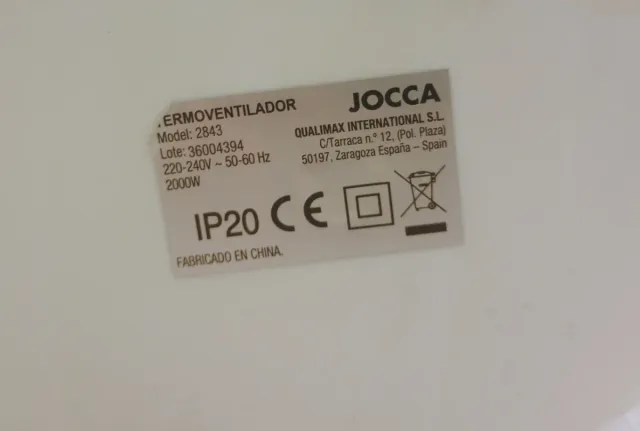 .ERMOVENTILADOR
Model: 2843
Lote: 36004394
220-240V ~ 50-60 Hz
2000W
JOCCA
QUALIMAX INTERNATIONAL S.L.
C/Tarraca n.º 12, (Pol. Plaza)
50197, Zaragoza España – Spain
IP20 CE
FABRICADO EN CHINA.